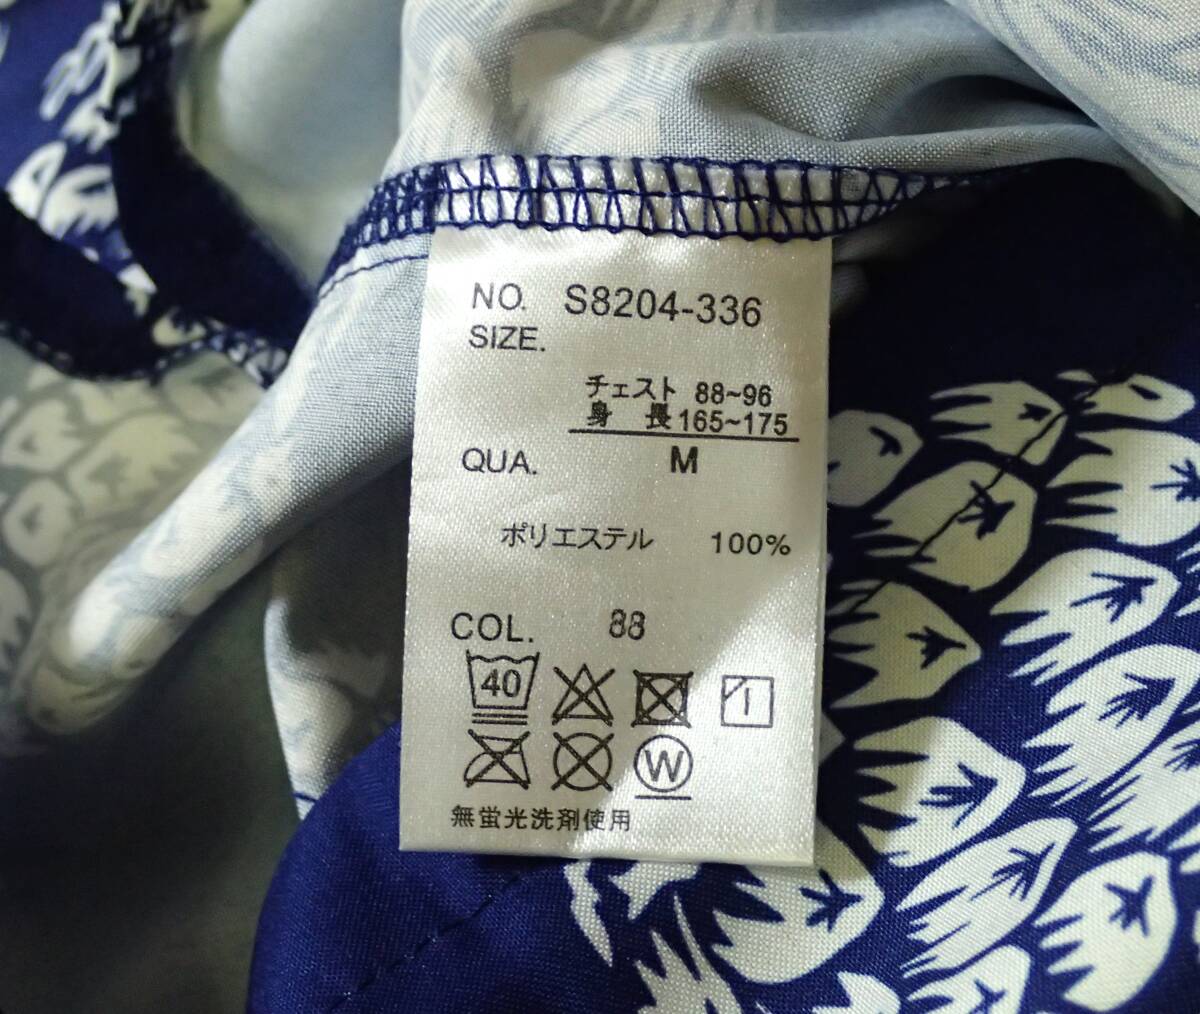 NO. S8204-336
SIZE.
チェスト 88~96
身 長 165~175
QUA. M
ポリエステル 100%
COL. 88
40
W
無蛍光洗剤使用